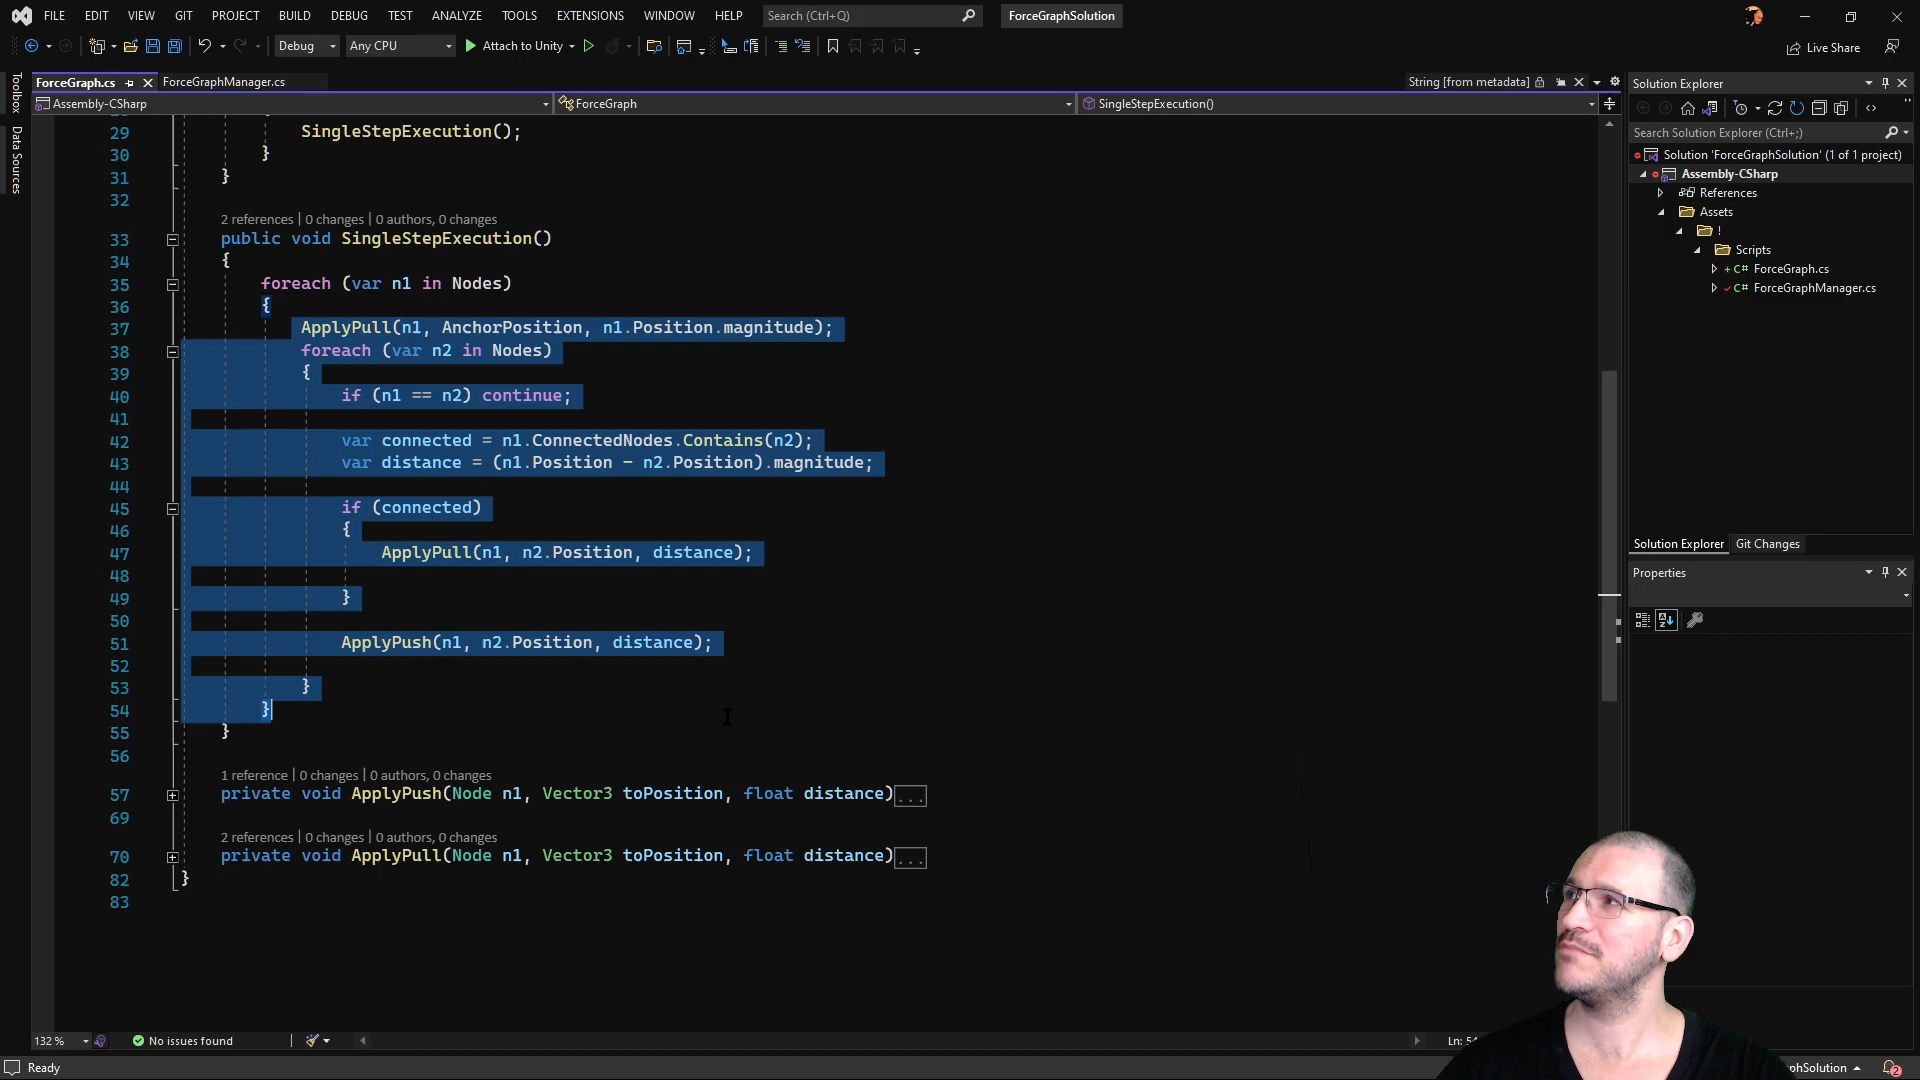 FILE EDIT VIEW GIT PROJECT BUILD DEBUG TEST ANALYZE TOOLS EXTENSIONS WINDOW HELP Search (Ctrl+Q) ForceGraphSolution
Debug Any CPU Attach to Unity Live Share
ForceGraph.cs ForceGraphManager.cs String [from metadata]
Assembly-CSharp ForceGraph SingleStepExecution()
Toolbox
Data Sources
29 SingleStepExecution();
30 }
31 }
32
2 references | 0 changes | 0 authors, 0 changes
33 public void SingleStepExecution()
34 {
35 foreach (var n1 in Nodes)
36 {
37 ApplyPull(n1, AnchorPosition, n1.Position.magnitude);
38 foreach (var n2 in Nodes)
39 {
40 if (n1 == n2) continue;
41
42 var connected = n1.ConnectedNodes.Contains(n2);
43 var distance = (n1.Position - n2.Position).magnitude;
44
45 if (connected)
46 {
47 ApplyPull(n1, n2.Position, distance);
48
49 }
50
51 ApplyPush(n1, n2.Position, distance);
52
53 }
54 }
55 }
56
1 reference | 0 changes | 0 authors, 0 changes
57 private void ApplyPush(Node n1, Vector3 toPosition, float distance)...
69
2 references | 0 changes | 0 authors, 0 changes
70 private void ApplyPull(Node n1, Vector3 toPosition, float distance)...
82 }
83
132 % No issues found Ln: 54
Ready
Solution Explorer
Search Solution Explorer (Ctrl+;)
Solution 'ForceGraphSolution' (1 of 1 project)
Assembly-CSharp
References
Assets
!
Scripts
C# ForceGraph.cs
C# ForceGraphManager.cs
Solution Explorer Git Changes
Properties
2